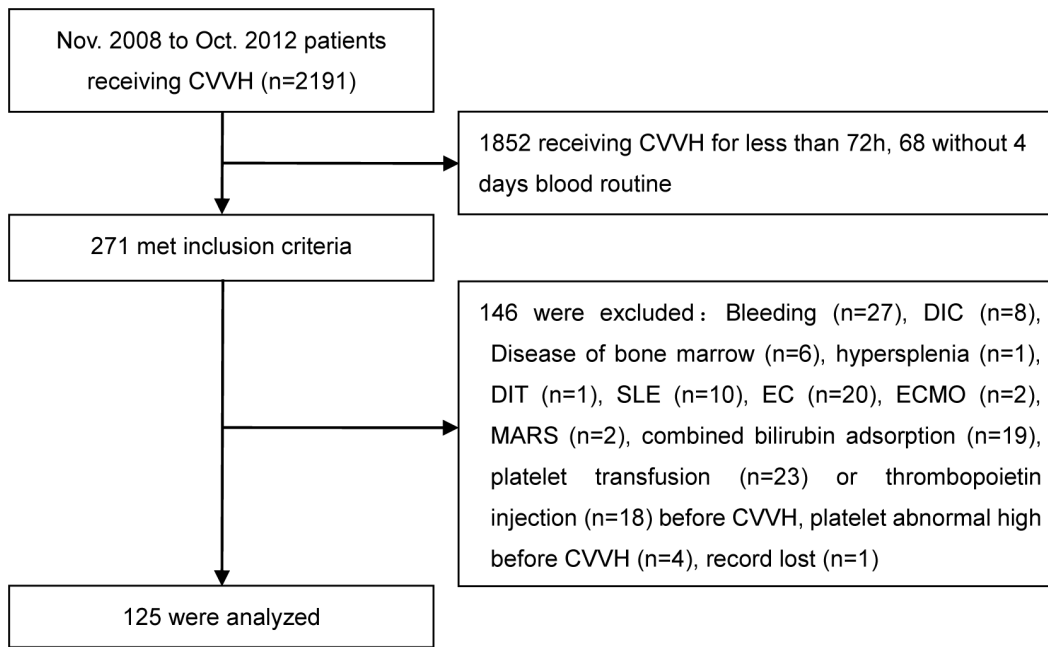 Nov. 2008 to Oct. 2012 patients
receiving CVVH (n=2191)
1852 receiving CVVH for less than 72h, 68 without 4
days blood routine
271 met inclusion criteria
146 were excluded：Bleeding (n=27), DIC (n=8),
Disease of bone marrow (n=6), hypersplenia (n=1),
DIT (n=1), SLE (n=10), EC (n=20), ECMO (n=2),
MARS (n=2), combined bilirubin adsorption (n=19),
platelet transfusion (n=23) or thrombopoietin
injection (n=18) before CVVH, platelet abnormal high
before CVVH (n=4), record lost (n=1)
125 were analyzed